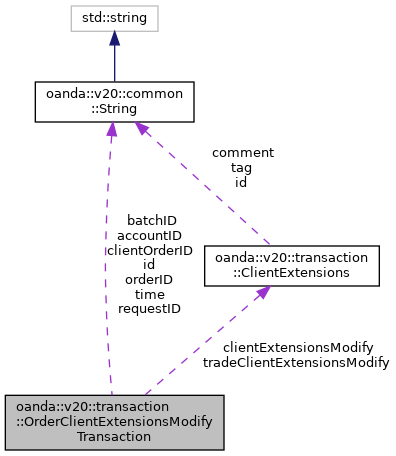 std::string
oanda::v20::common
::String
comment
tag
id
batchID
accountID
clientOrderID
id
orderID
time
requestID
oanda::v20::transaction
::ClientExtensions
clientExtensionsModify
tradeClientExtensionsModify
oanda::v20::transaction
::OrderClientExtensionsModify
Transaction